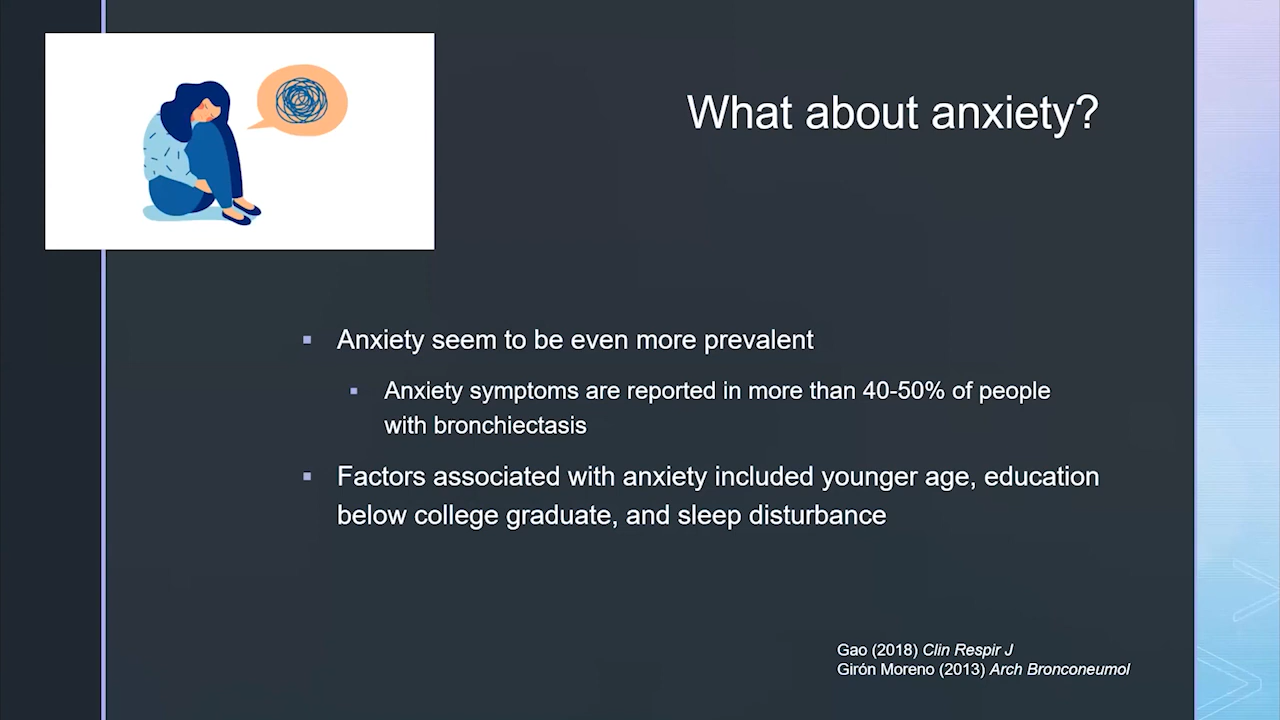 What about anxiety?
▪ Anxiety seem to be even more prevalent
▪ Anxiety symptoms are reported in more than 40-50% of people
with bronchiectasis
▪ Factors associated with anxiety included younger age, education
below college graduate, and sleep disturbance
Gao (2018) Clin Respir J
Girón Moreno (2013) Arch Bronconeumol